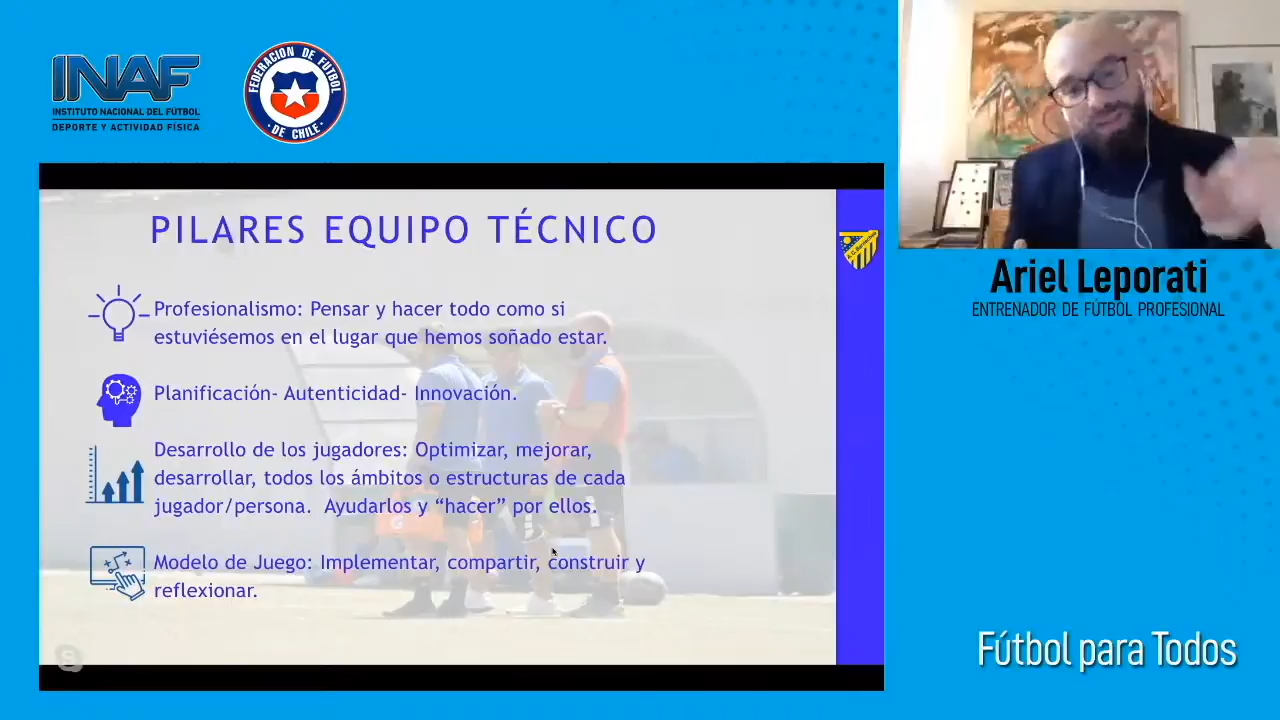 INAF
INSTITUTO NACIONAL DEL FÚTBOL
DEPORTE Y ACTIVIDAD FÍSICA
FEDERACION DE FUTBOL
· DE CHILE ·
PILARES EQUIPO TÉCNICO
Profesionalismo: Pensar y hacer todo como si
estuviésemos en el lugar que hemos soñado estar.
Planificación- Autenticidad- Innovación.
Desarrollo de los jugadores: Optimizar, mejorar,
desarrollar, todos los ámbitos o estructuras de cada
jugador/persona.  Ayudarlos y “hacer” por ellos.
Modelo de Juego: Implementar, compartir, construir y
reflexionar.
Ariel Leporati
ENTRENADOR DE FÚTBOL PROFESIONAL
Fútbol para Todos